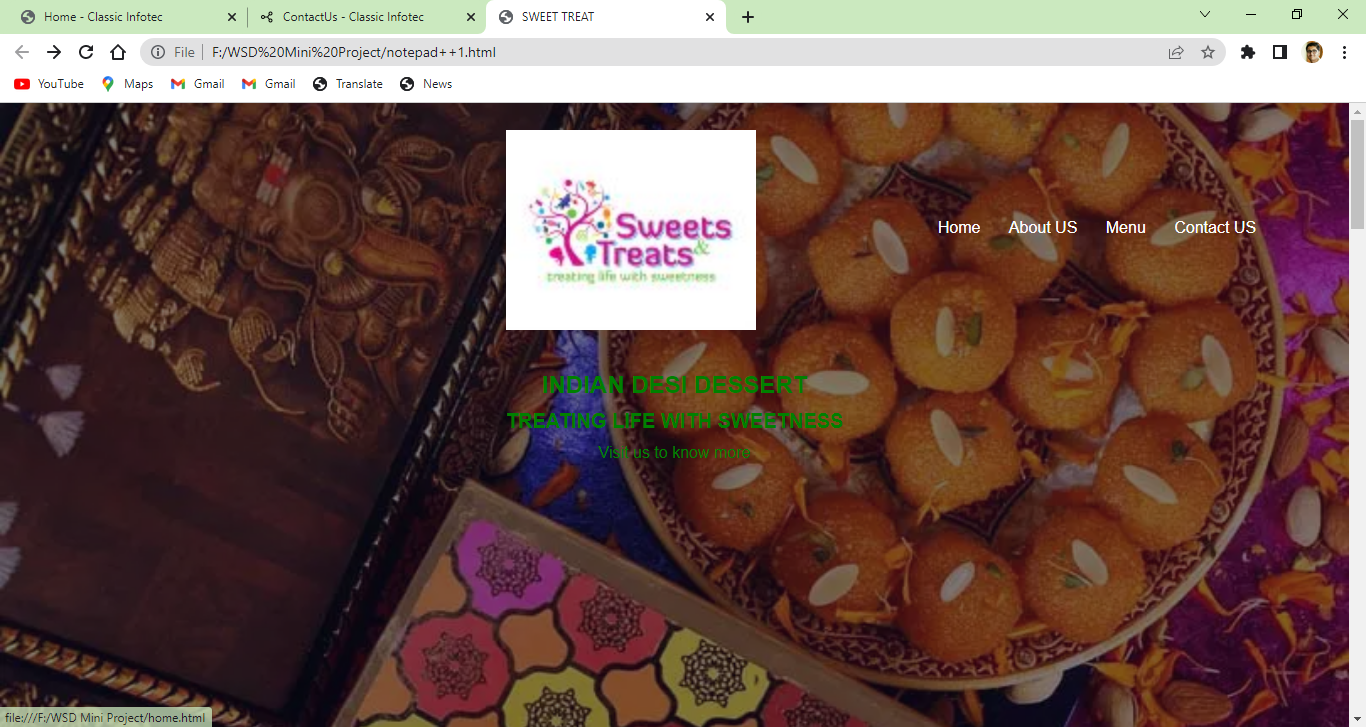 Home - Classic Infotec
ContactUs - Classic Infotec
SWEET TREAT
File
F:/WSD%20Mini%20Project/notepad++1.html
YouTube
Maps
Gmail
Gmail
Translate
News
Sweets
& Treats
treating life with sweetness
Home
About US
Menu
Contact US
INDIAN DESI DESSERT
TREATING LIFE WITH SWEETNESS
Visit us to know more
file:///F:/WSD Mini Project/home.html